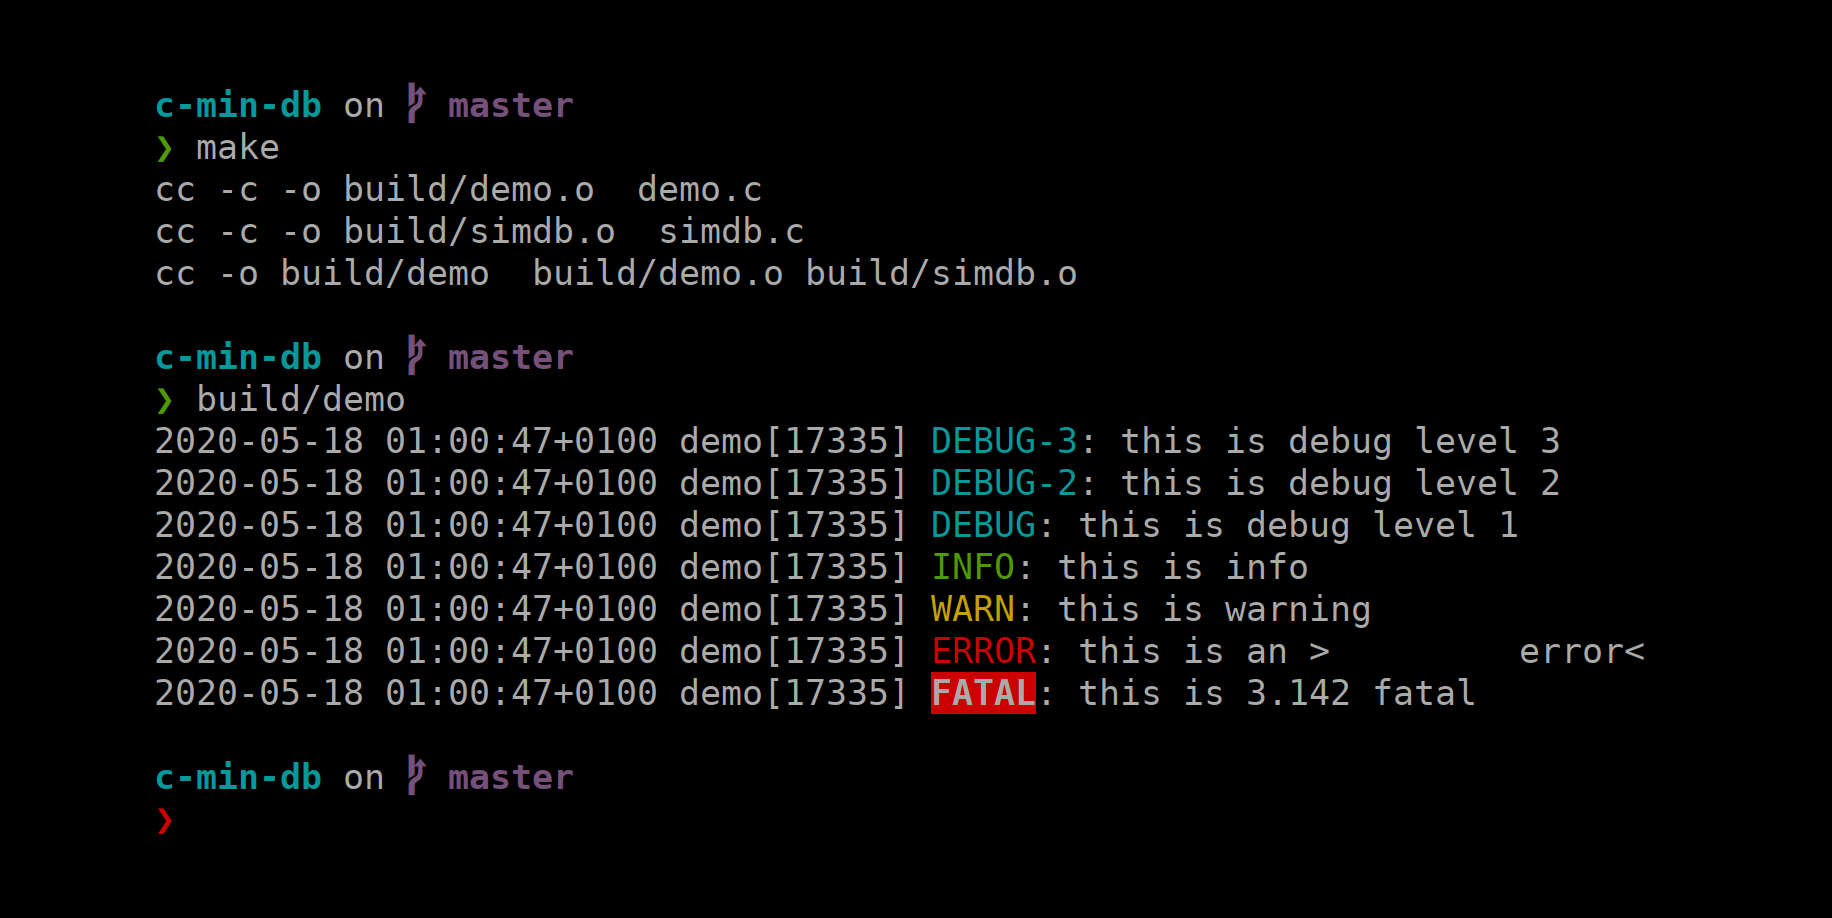 c-min-db on  master
❯ make
cc -c -o build/demo.o  demo.c
cc -c -o build/simdb.o  simdb.c
cc -o build/demo  build/demo.o build/simdb.o
c-min-db on  master
❯ build/demo
2020-05-18 01:00:47+0100 demo[17335] DEBUG-3: this is debug level 3
2020-05-18 01:00:47+0100 demo[17335] DEBUG-2: this is debug level 2
2020-05-18 01:00:47+0100 demo[17335] DEBUG: this is debug level 1
2020-05-18 01:00:47+0100 demo[17335] INFO: this is info
2020-05-18 01:00:47+0100 demo[17335] WARN: this is warning
2020-05-18 01:00:47+0100 demo[17335] ERROR: this is an >         error<
2020-05-18 01:00:47+0100 demo[17335] FATAL: this is 3.142 fatal
c-min-db on  master
❯